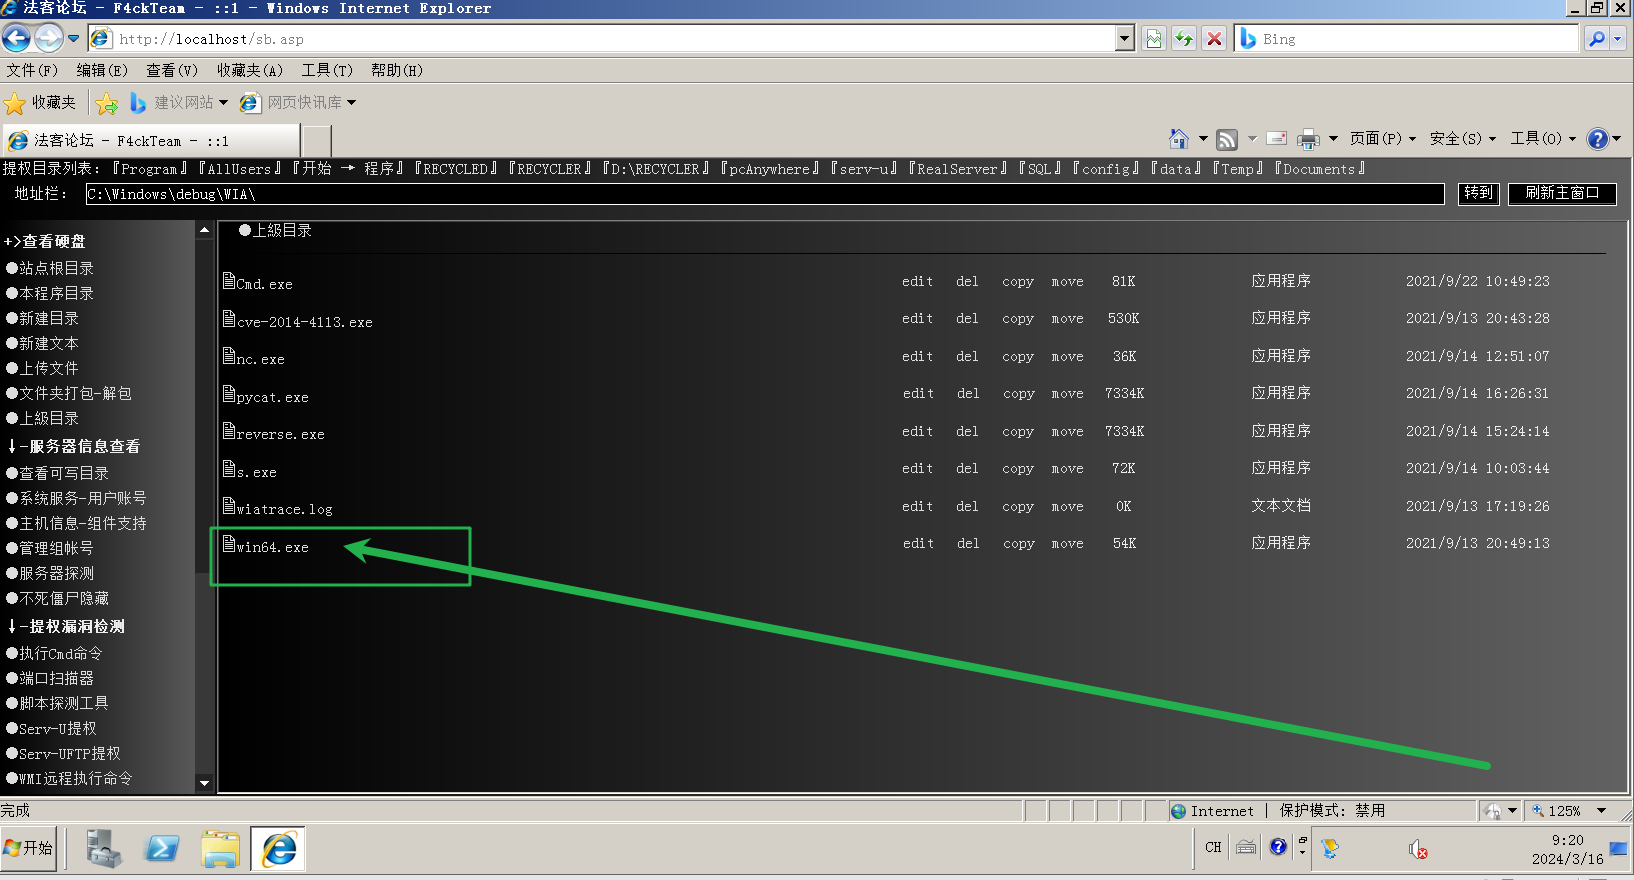 法客论坛 - F4ckTeam - ::1 - Windows Internet Explorer
http://localhost/sb.asp
Bing
文件(F) 编辑(E) 查看(V) 收藏夹(A) 工具(T) 帮助(H)
收藏夹 建议网站 网页快讯库
法客论坛 - F4ckTeam - ::1
页面(P) 安全(S) 工具(O)
提权目录列表: 『Program』『AllUsers』『开始 → 程序』『RECYCLED』『RECYCLER』『D:\RECYCLER』『pcAnywhere』『serv-u』『RealServer』『SQL』『config』『data』『Temp』『Documents』
地址栏: C:\Windows\debug\WIA\ 转到 刷新主窗口
+>查看硬盘
●站点根目录
●本程序目录
●新建目录
●新建文本
●上传文件
●文件夹打包-解包
●上級目录
↓-服务器信息查看
●查看可写目录
●系统服务-用户账号
●主机信息-组件支持
●管理组帐号
●服务器探测
●不死僵尸隐藏
↓-提权漏洞检测
●执行Cmd命令
●端口扫描器
●脚本探测工具
●Serv-U提权
●Serv-UFTP提权
●WMI远程执行命令
●上級目录
Cmd.exe edit del copy move 81K 应用程序 2021/9/22 10:49:23
cve-2014-4113.exe edit del copy move 530K 应用程序 2021/9/13 20:43:28
nc.exe edit del copy move 36K 应用程序 2021/9/14 12:51:07
pycat.exe edit del copy move 7334K 应用程序 2021/9/14 16:26:31
reverse.exe edit del copy move 7334K 应用程序 2021/9/14 15:24:14
s.exe edit del copy move 72K 应用程序 2021/9/14 10:03:44
wiatrace.log edit del copy move 0K 文本文档 2021/9/13 17:19:26
win64.exe edit del copy move 54K 应用程序 2021/9/13 20:49:13
完成 Internet | 保护模式: 禁用 125%
开始 CH 9:20
2024/3/16